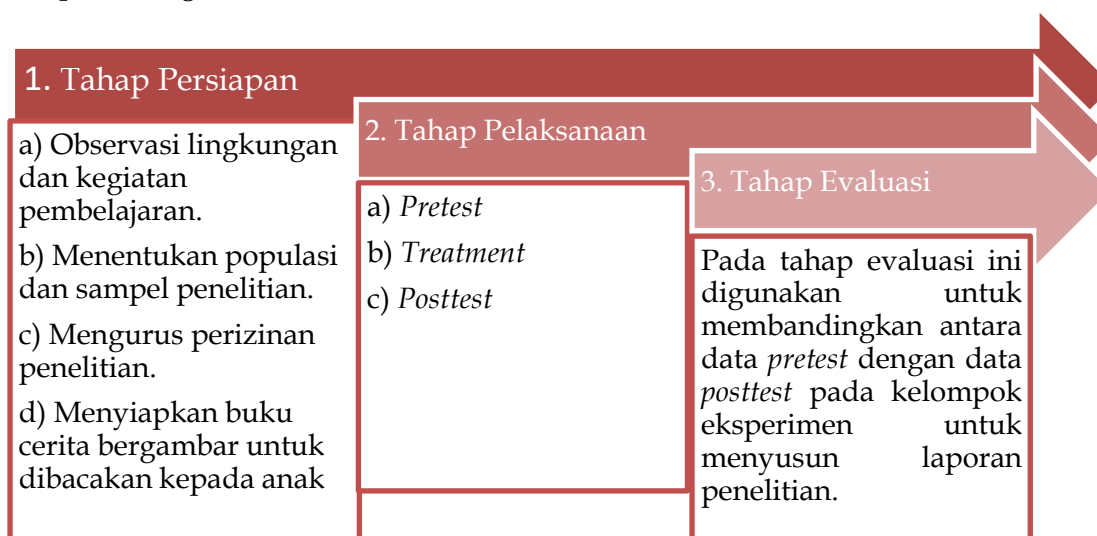 1. Tahap Persiapan
a) Observasi lingkungan
dan kegiatan
pembelajaran.
b) Menentukan populasi
dan sampel penelitian.
c) Mengurus perizinan
penelitian.
d) Menyiapkan buku
cerita bergambar untuk
dibacakan kepada anak
2. Tahap Pelaksanaan
a) Pretest
b) Treatment
c) Posttest
3. Tahap Evaluasi
Pada tahap evaluasi ini
digunakan untuk
membandingkan antara
data pretest dengan data
posttest pada kelompok
eksperimen untuk
menyusun laporan
penelitian.